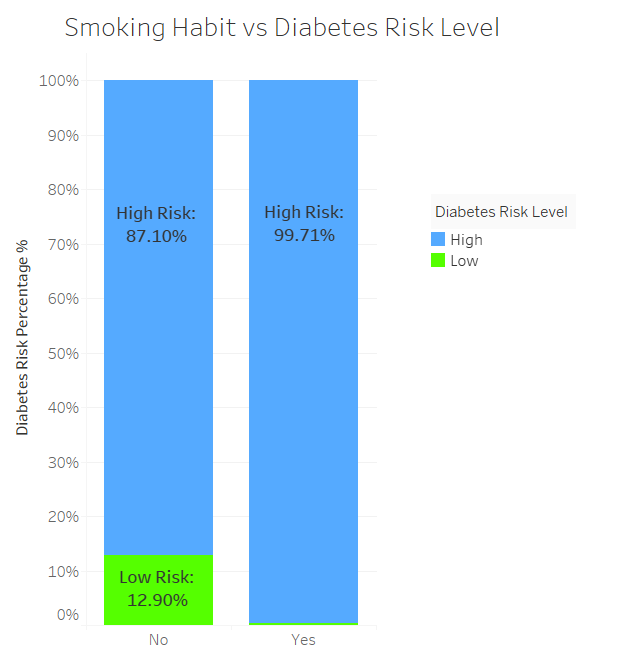 Smoking Habit vs Diabetes Risk Level
Diabetes Risk Percentage %
100%
90%
80%
70%
60%
50%
40%
30%
20%
10%
0%
High Risk:
87.10%
Low Risk:
12.90%
High Risk:
99.71%
No
Yes
Diabetes Risk Level
High
Low